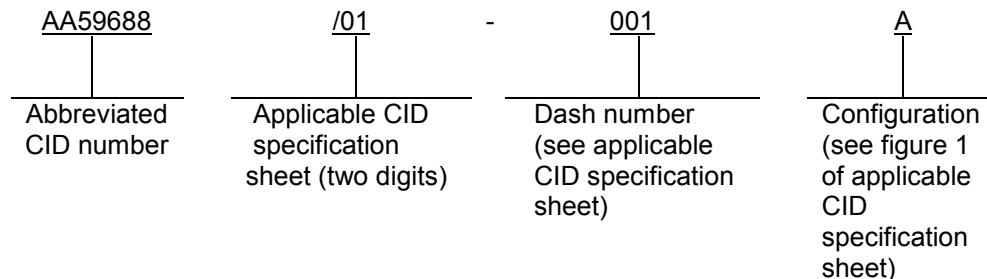 AA59688 /01 - 001 A
Abbreviated Applicable CID Dash number Configuration
CID number specification (see applicable (see figure 1
sheet (two digits) CID specification of applicable
sheet) CID
specification
sheet)